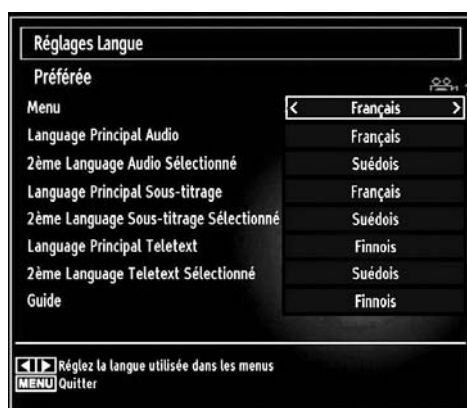 Réglages Langue
Préférée
Menu < Français >
Language Principal Audio Français
2ème Language Audio Sélectionné Suédois
Language Principal Sous-titrage Français
2ème Language Sous-titrage Sélectionné Suédois
Language Principal Teletext Finnois
2ème Language Teletext Sélectionné Suédois
Guide Finnois
Réglez la langue utilisée dans les menus
MENU Quitter